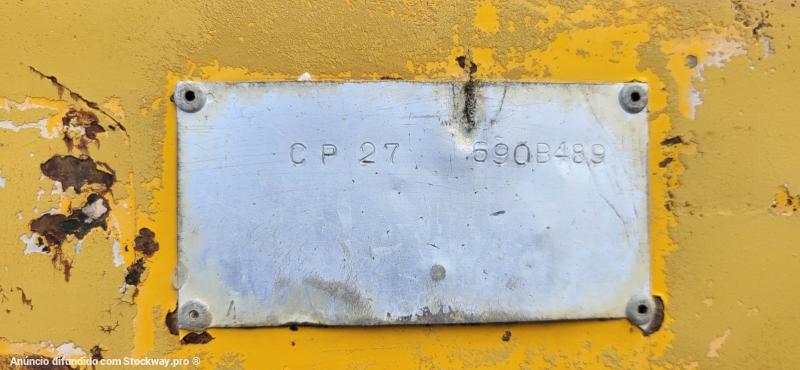 CP 27 690B489
Anúncio difundido com Stockway.pro ®